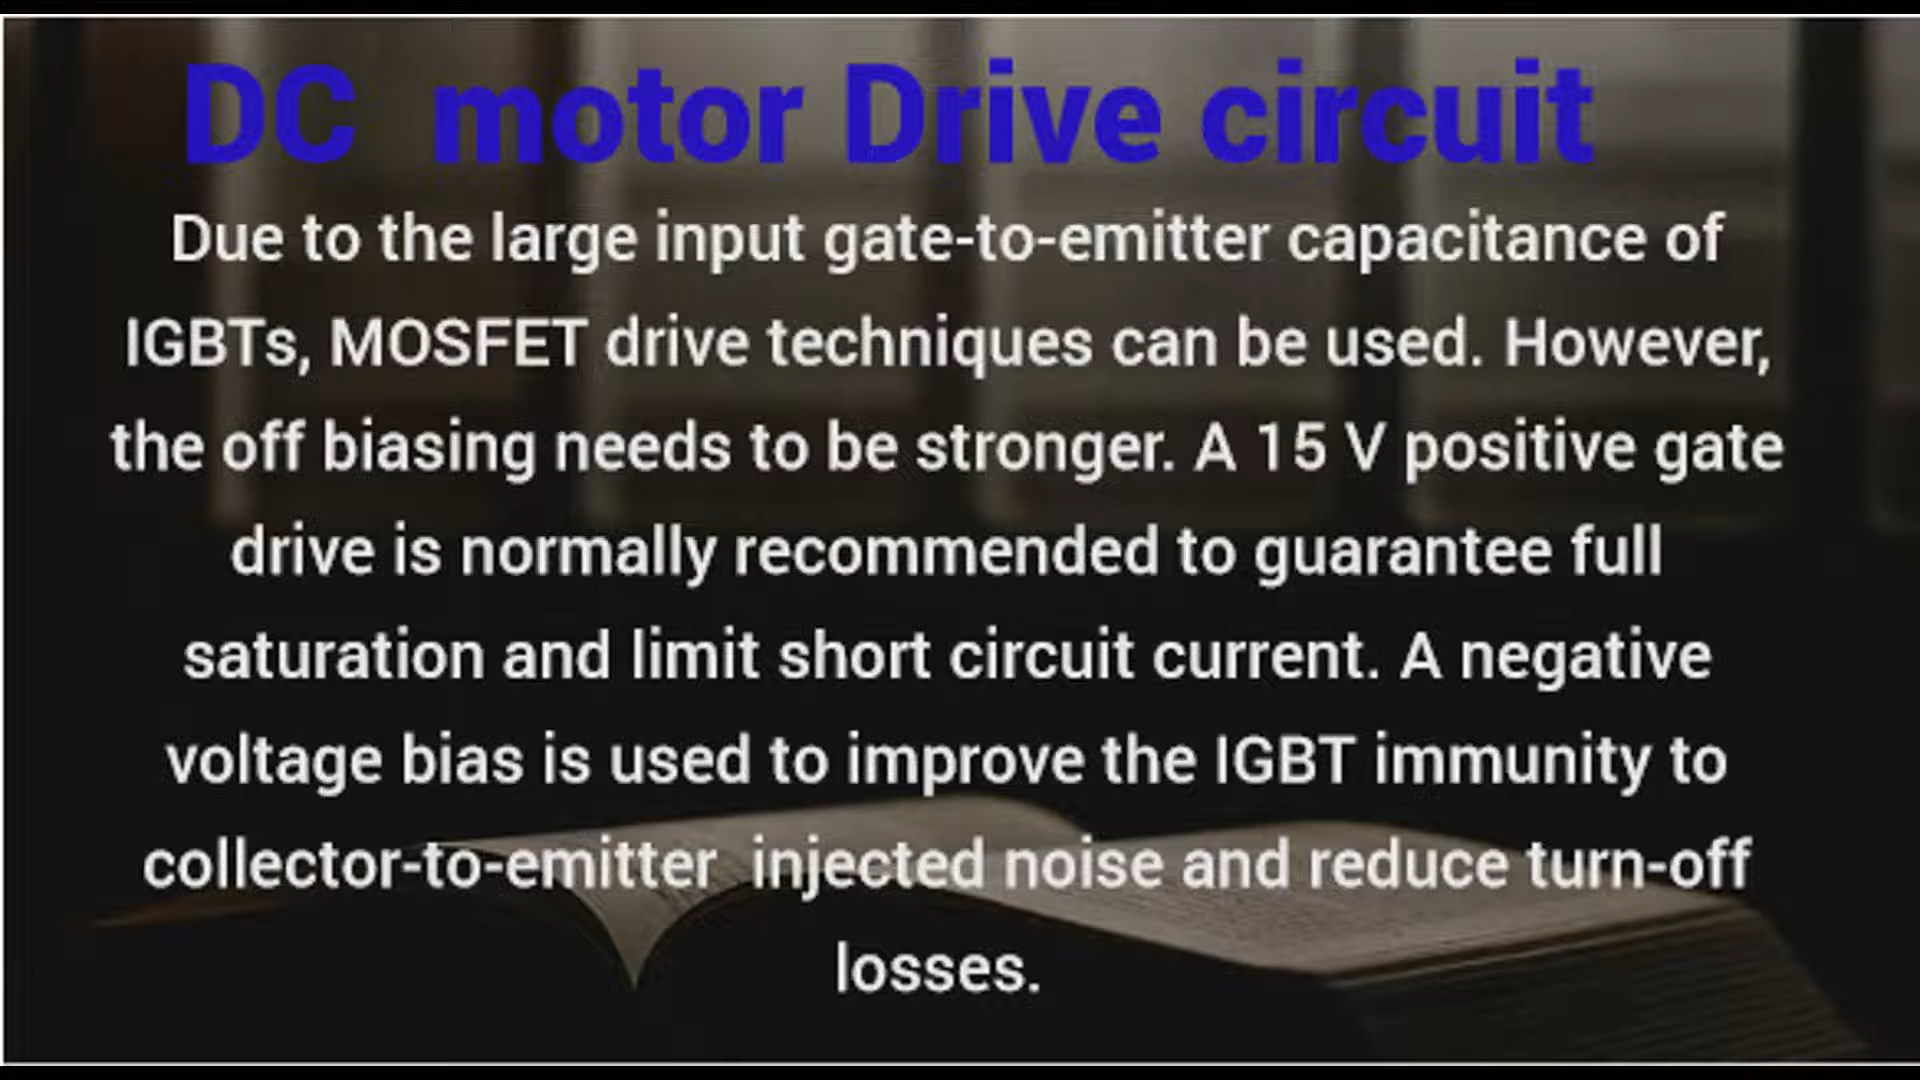 DC motor Drive circuit
Due to the large input gate-to-emitter capacitance of
IGBTs, MOSFET drive techniques can be used. However,
the off biasing needs to be stronger. A 15 V positive gate
drive is normally recommended to guarantee full
saturation and limit short circuit current. A negative
voltage bias is used to improve the IGBT immunity to
collector-to-emitter injected noise and reduce turn-off
losses.